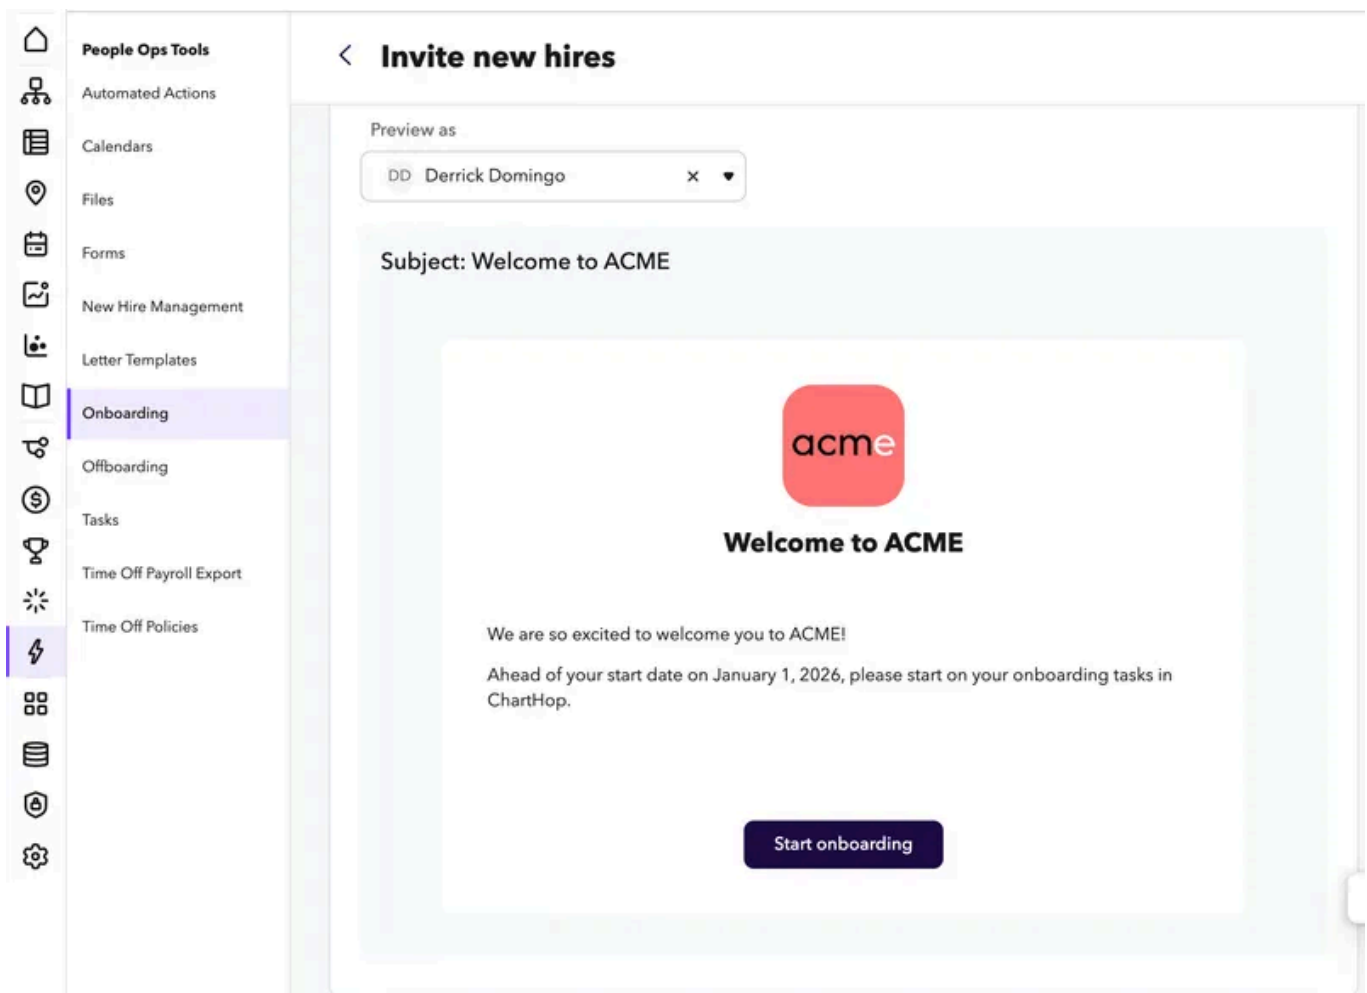 People Ops Tools
Automated Actions
Calendars
Files
Forms
New Hire Management
Letter Templates
Onboarding
Offboarding
Tasks
Time Off Payroll Export
Time Off Policies
Invite new hires
Preview as
DD Derrick Domingo
Subject: Welcome to ACME
acme
Welcome to ACME
We are so excited to welcome you to ACME!
Ahead of your start date on January 1, 2026, please start on your onboarding tasks in
ChartHop.
Start onboarding